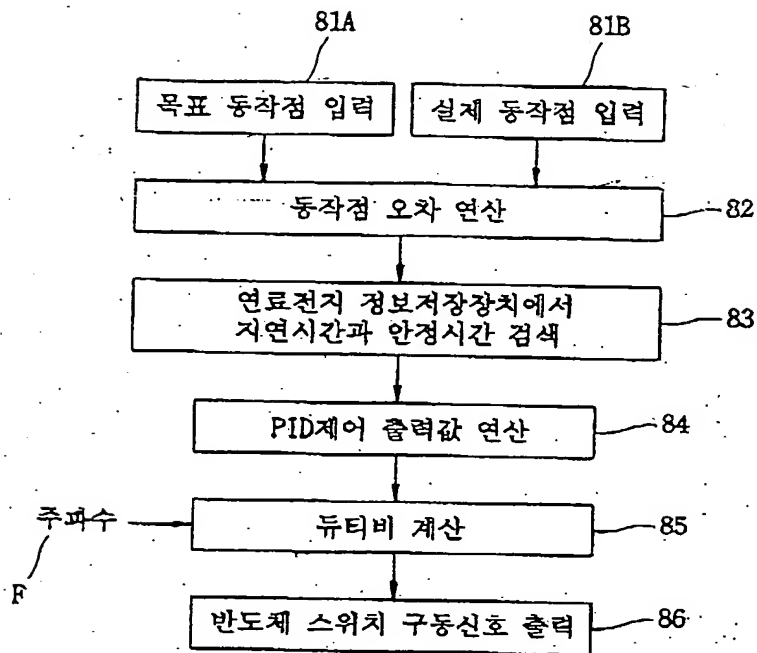 81A
81B
목표 동작점 입력
실제 동작점 입력
동작점 오차 연산
82
연료전지 정보저장장치에서
지연시간과 안정시간 검색
83
PID제어 출력값 연산
84
주파수
듀티비 계산
85
F
반도체 스위치 구동신호 출력
86